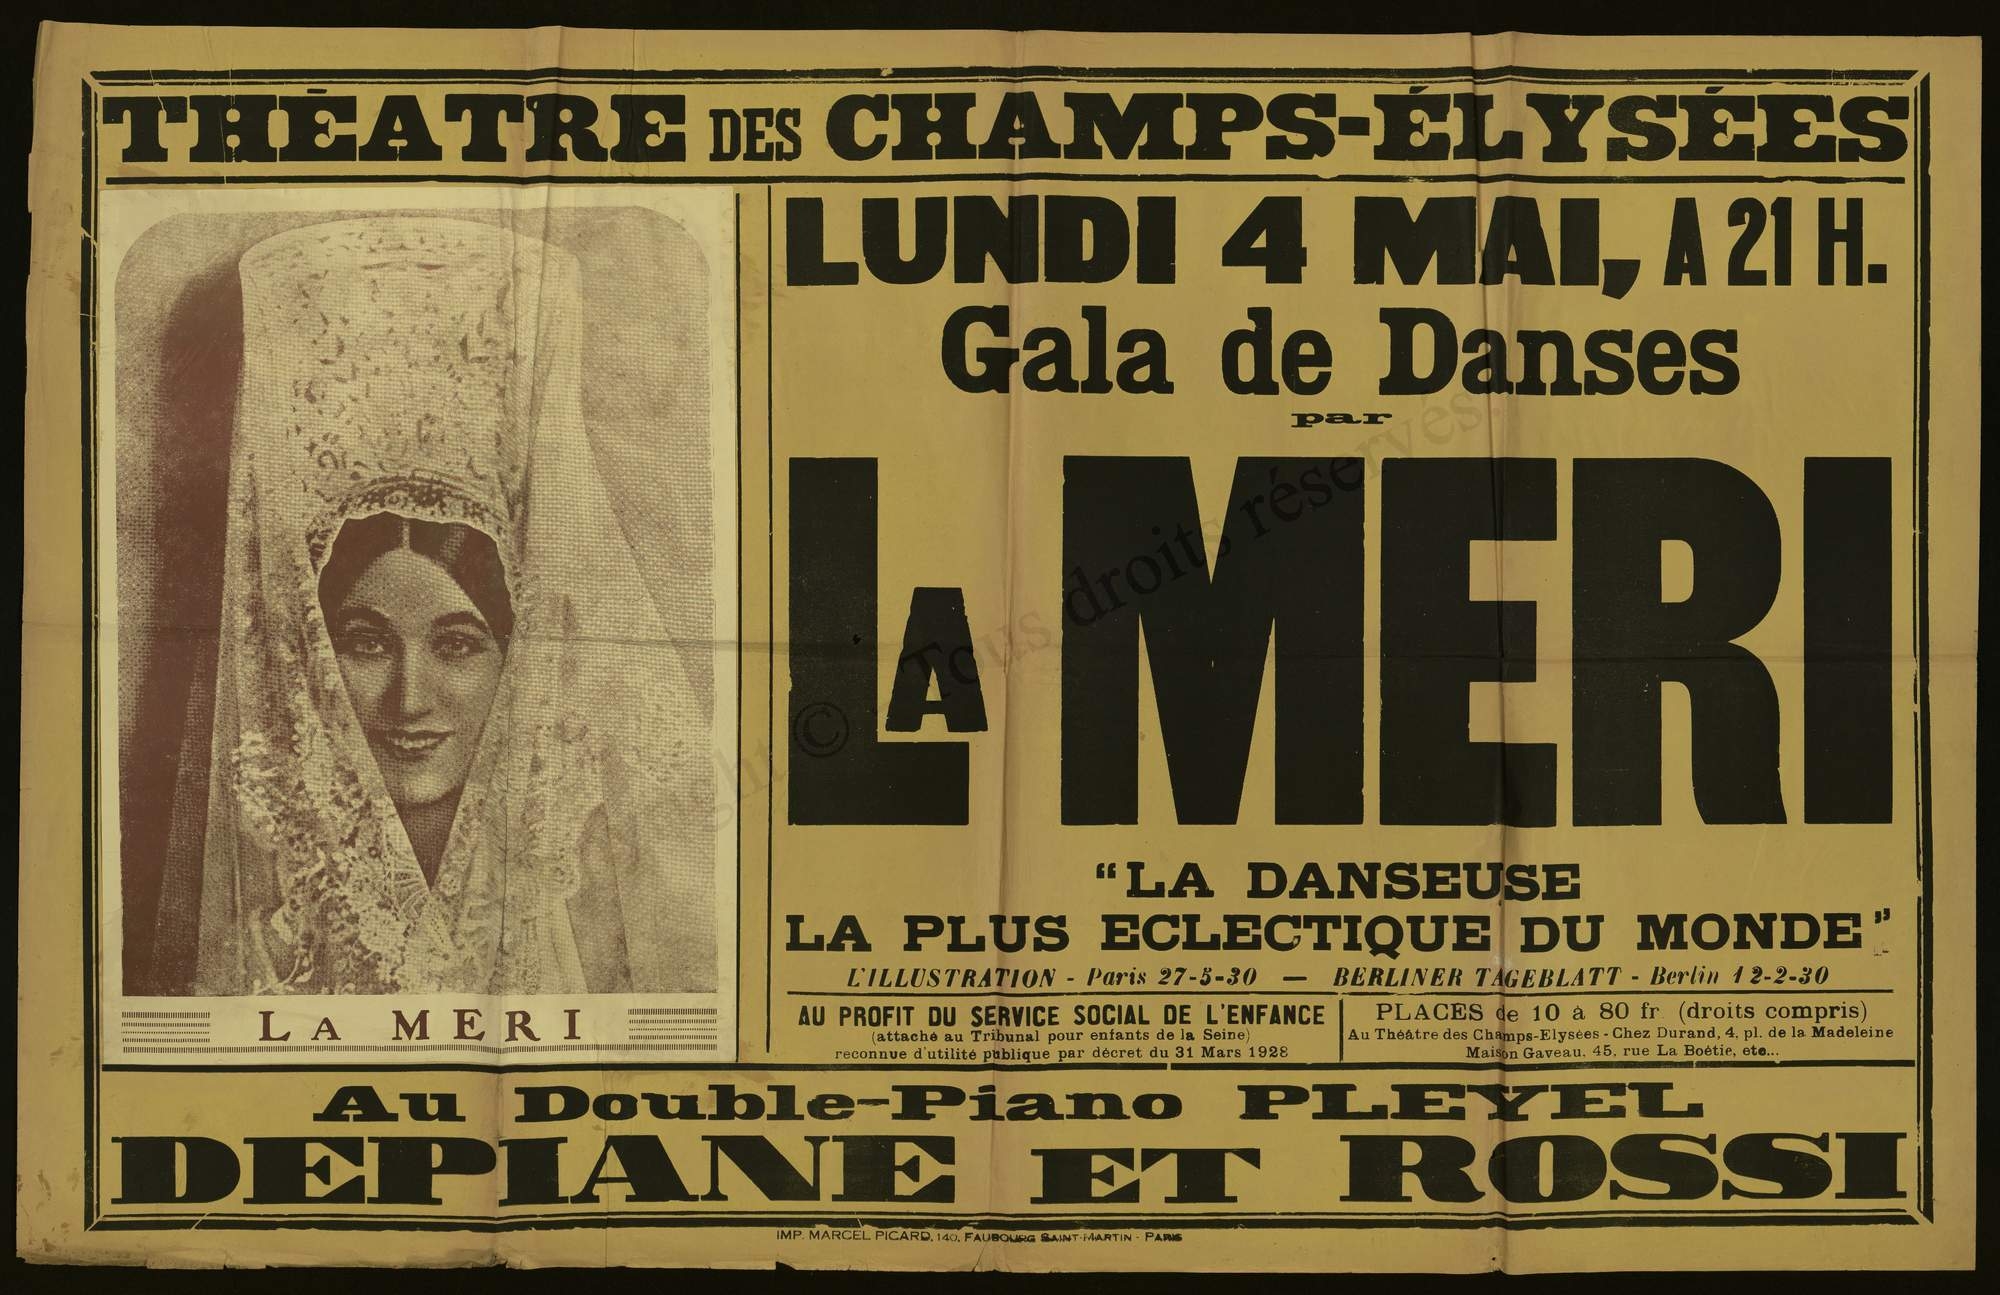 THÉATRE DES CHAMPS-ÉLYSÉES
LUNDI 4 MAI, A 21 H.
Gala de Danses
par
LA MERI
"LA DANSEUSE
LA PLUS ECLECTIQUE DU MONDE"
L'ILLUSTRATION - Paris 27-5-30 — BERLINER TAGEBLATT - Berlin 12-2-30
AU PROFIT DU SERVICE SOCIAL DE L'ENFANCE
(attaché au Tribunal pour enfants de la Seine)
reconnue d'utilité publique par décret du 31 Mars 1928
PLACES de 10 à 80 fr. (droits compris)
Au Théâtre des Champs-Elysées - Chez Durand, 4, pl. de la Madeleine
Maison Gaveau, 45, rue La Boëtie, etc...
LA MERI
Au Double-Piano PLEYEL
DEPIANE ET ROSSI
IMP. MARCEL PICARD, 140, FAUBOURG SAINT-MARTIN - PARIS
Copyright © Tous droits réservés.